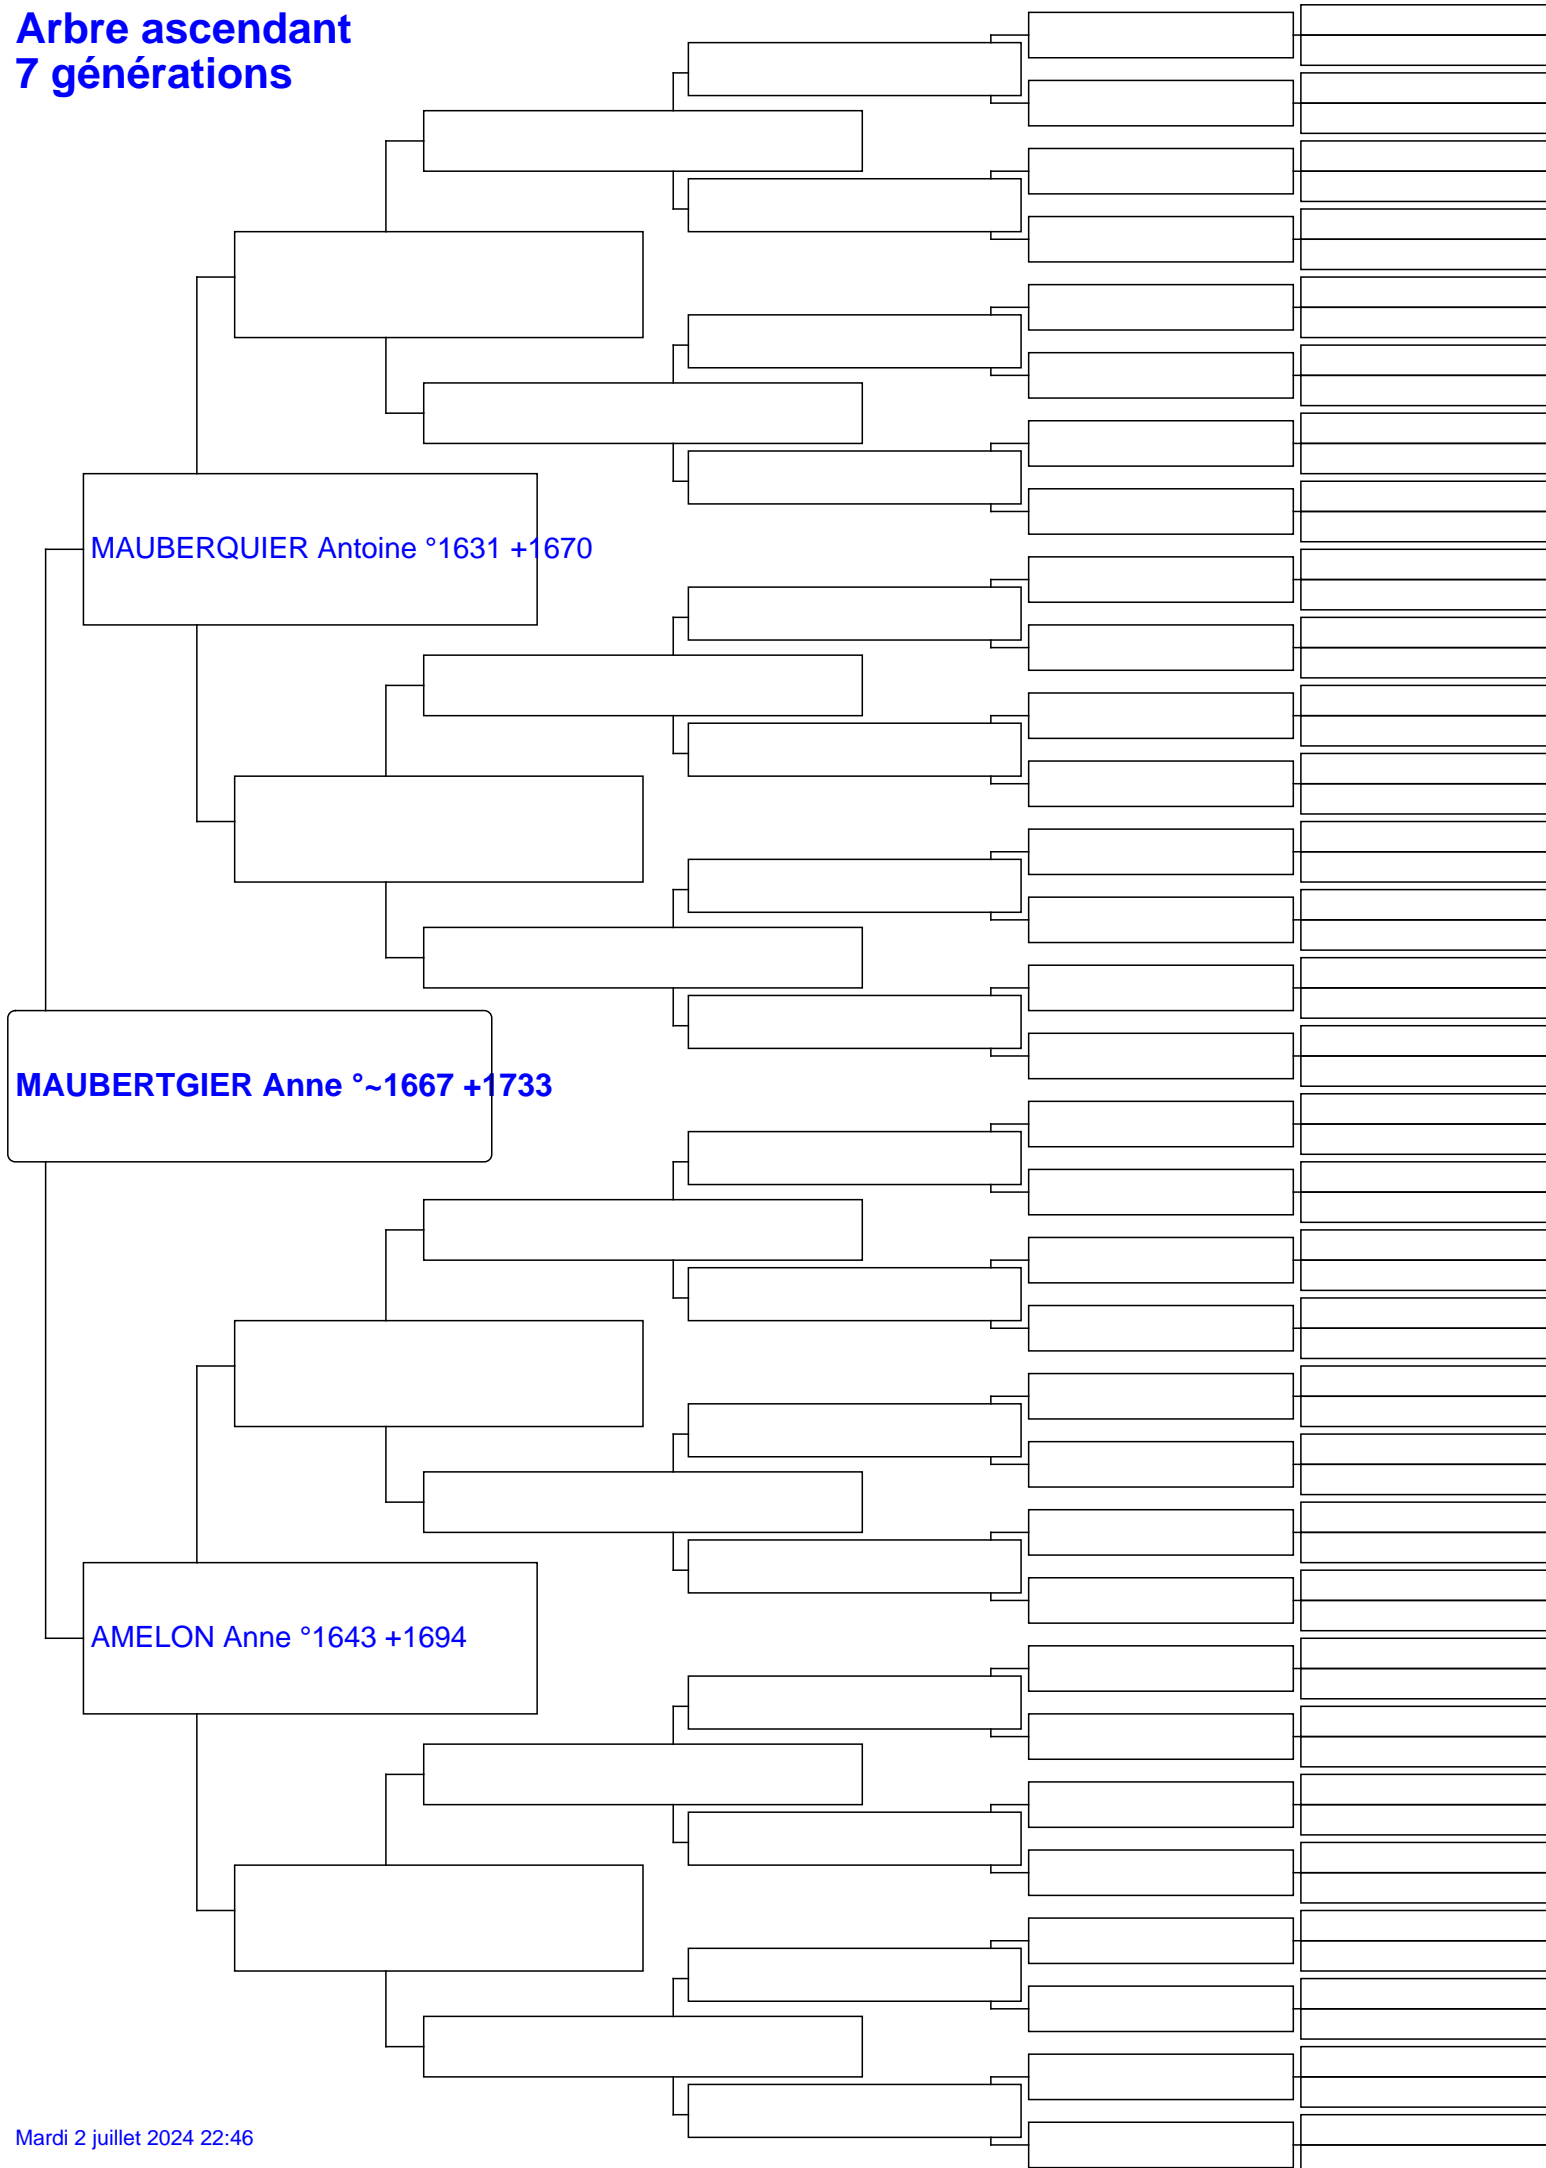 Arbre ascendant
7 générations
MAUBERQUIER Antoine °1631 +1670
MAUBERTGIER Anne °~1667 +1733
AMELON Anne °1643 +1694
Mardi 2 juillet 2024 22:46